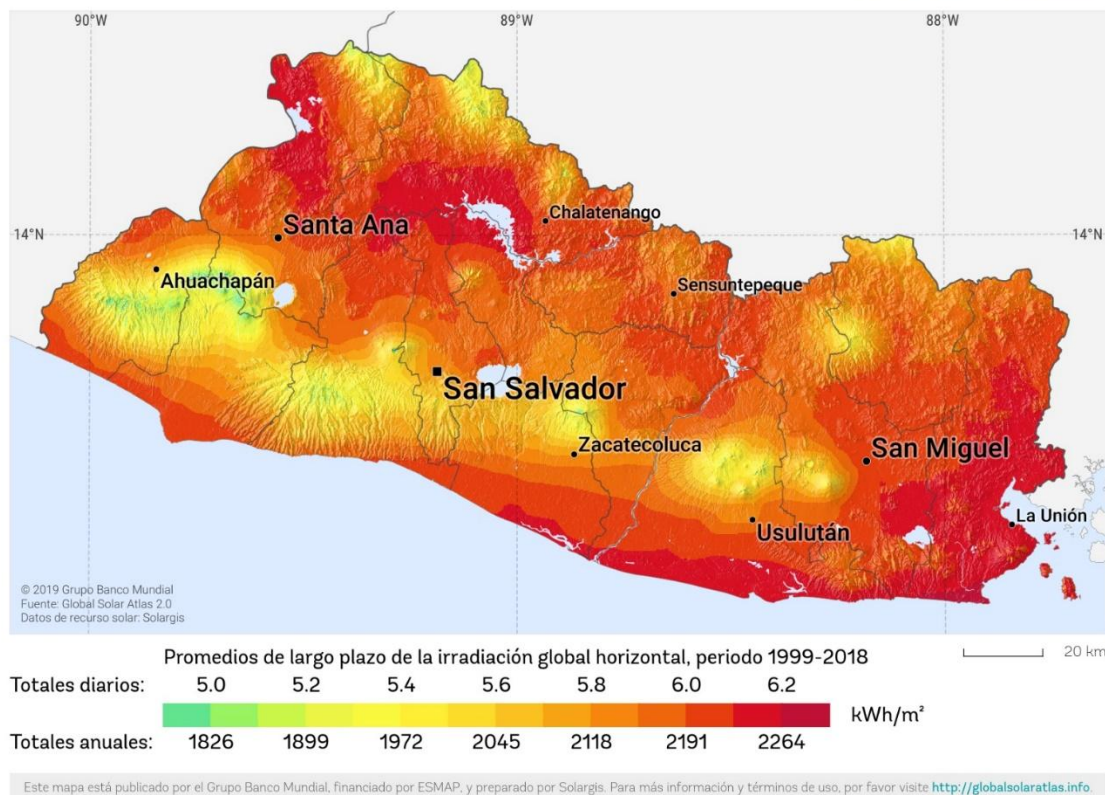 90°W 89°W 88°W
14°N 14°N
Santa Ana
Chalatenango
Ahuachapán
Sensuntepeque
San Salvador
Zacatecoluca
San Miguel
Usulután
La Unión
© 2019 Grupo Banco Mundial
Fuente: Global Solar Atlas 2.0
Datos de recurso solar: Solargis
Promedios de largo plazo de la irradiación global horizontal, periodo 1999-2018
20 km
Totales diarios: 5.0 5.2 5.4 5.6 5.8 6.0 6.2
kWh/m²
Totales anuales: 1826 1899 1972 2045 2118 2191 2264
Este mapa está publicado por el Grupo Banco Mundial, financiado por ESMAP, y preparado por Solargis. Para más información y términos de uso, por favor visite http://globalsolaratlas.info.